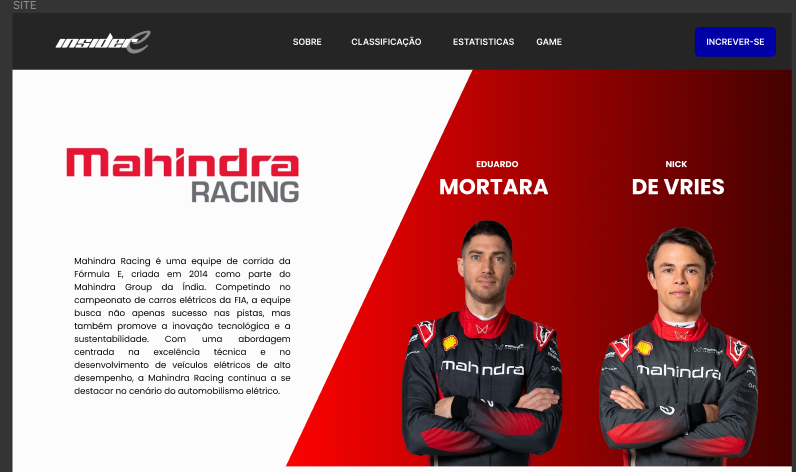 SITE
insider e
SOBRE CLASSIFICAÇÃO ESTATISTICAS GAME INCREVER-SE
mahindra
RACING
EDUARDO
MORTARA
NICK
DE VRIES
Mahindra Racing é uma equipe de corrida da
Fórmula E, criada em 2014 como parte do
Mahindra Group da Índia. Competindo no
campeonato de carros elétricos da FIA, a equipe
busca não apenas sucesso nas pistas, mas
também promove a inovação tecnológica e a
sustentabilidade. Com uma abordagem
centrada na excelência técnica e no
desenvolvimento de veículos elétricos de alto
desempenho, a Mahindra Racing continua a se
destacar no cenário do automobilismo elétrico.
mahindra
mahindra